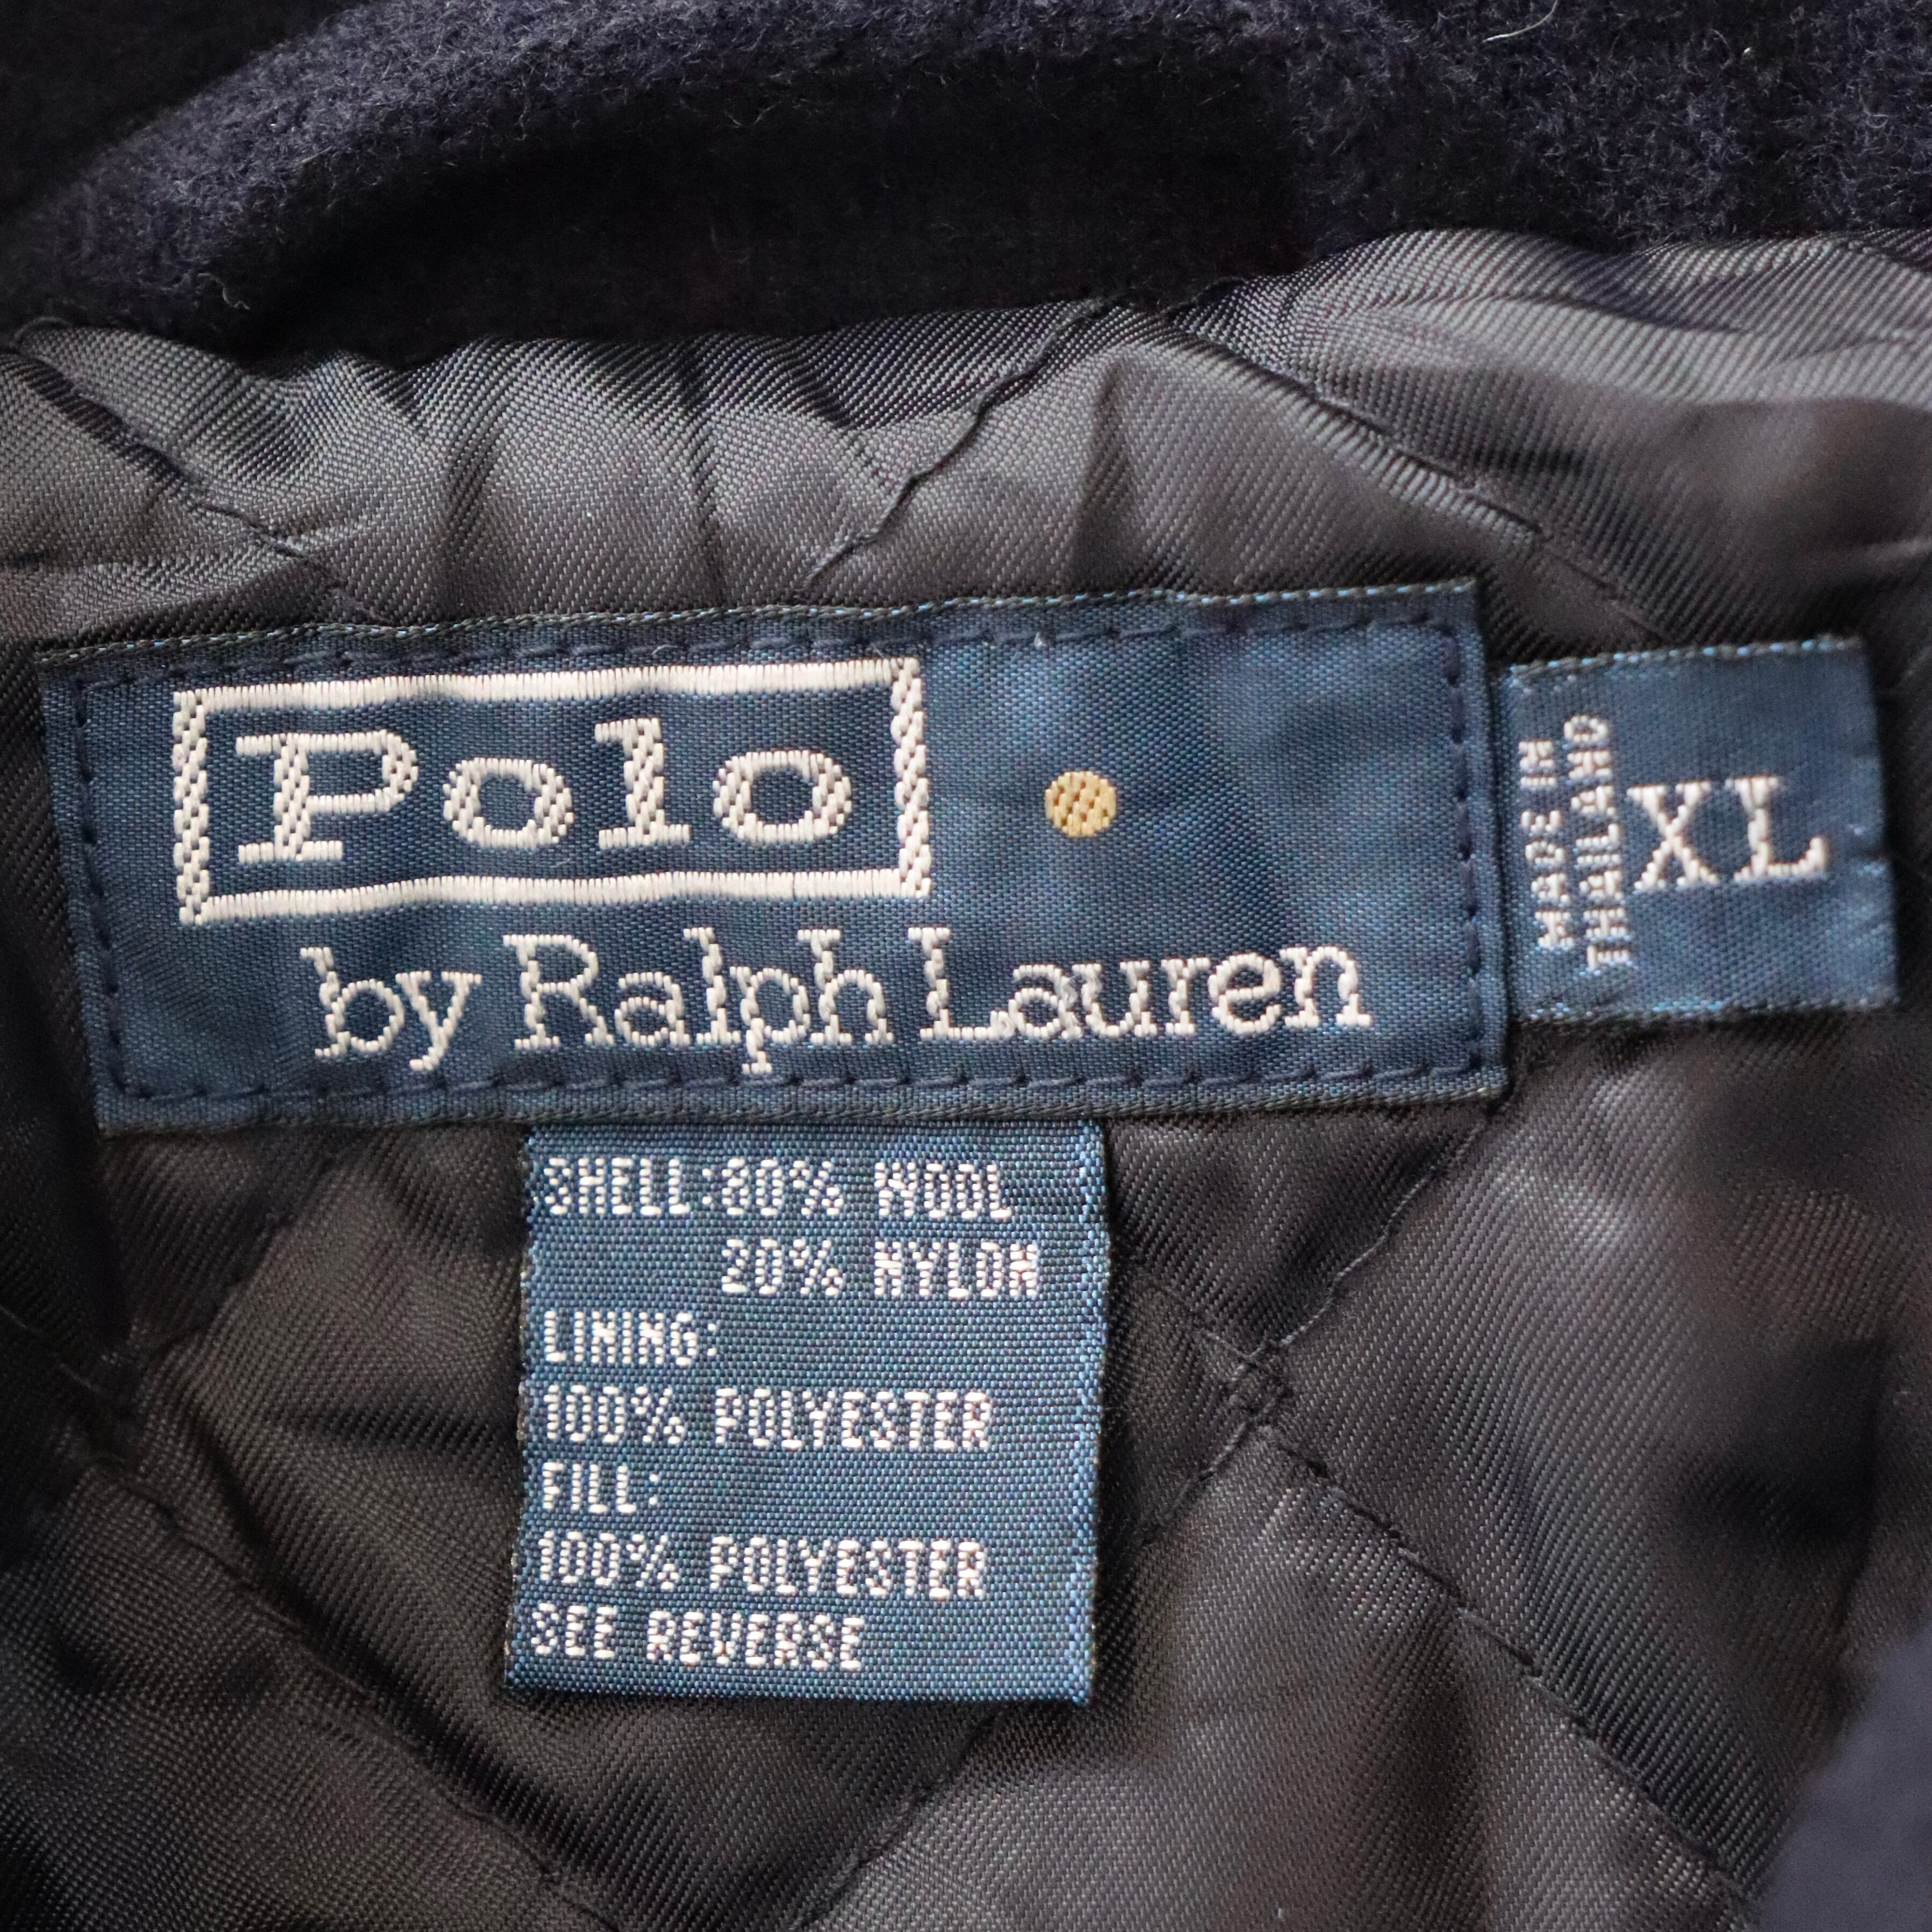 Polo
by Ralph Lauren
MADE IN
THAILAND
XL
SHELL:80% WOOL
20% NYLON
LINING:
100% POLYESTER
FILL:
100% POLYESTER
SEE REVERSE